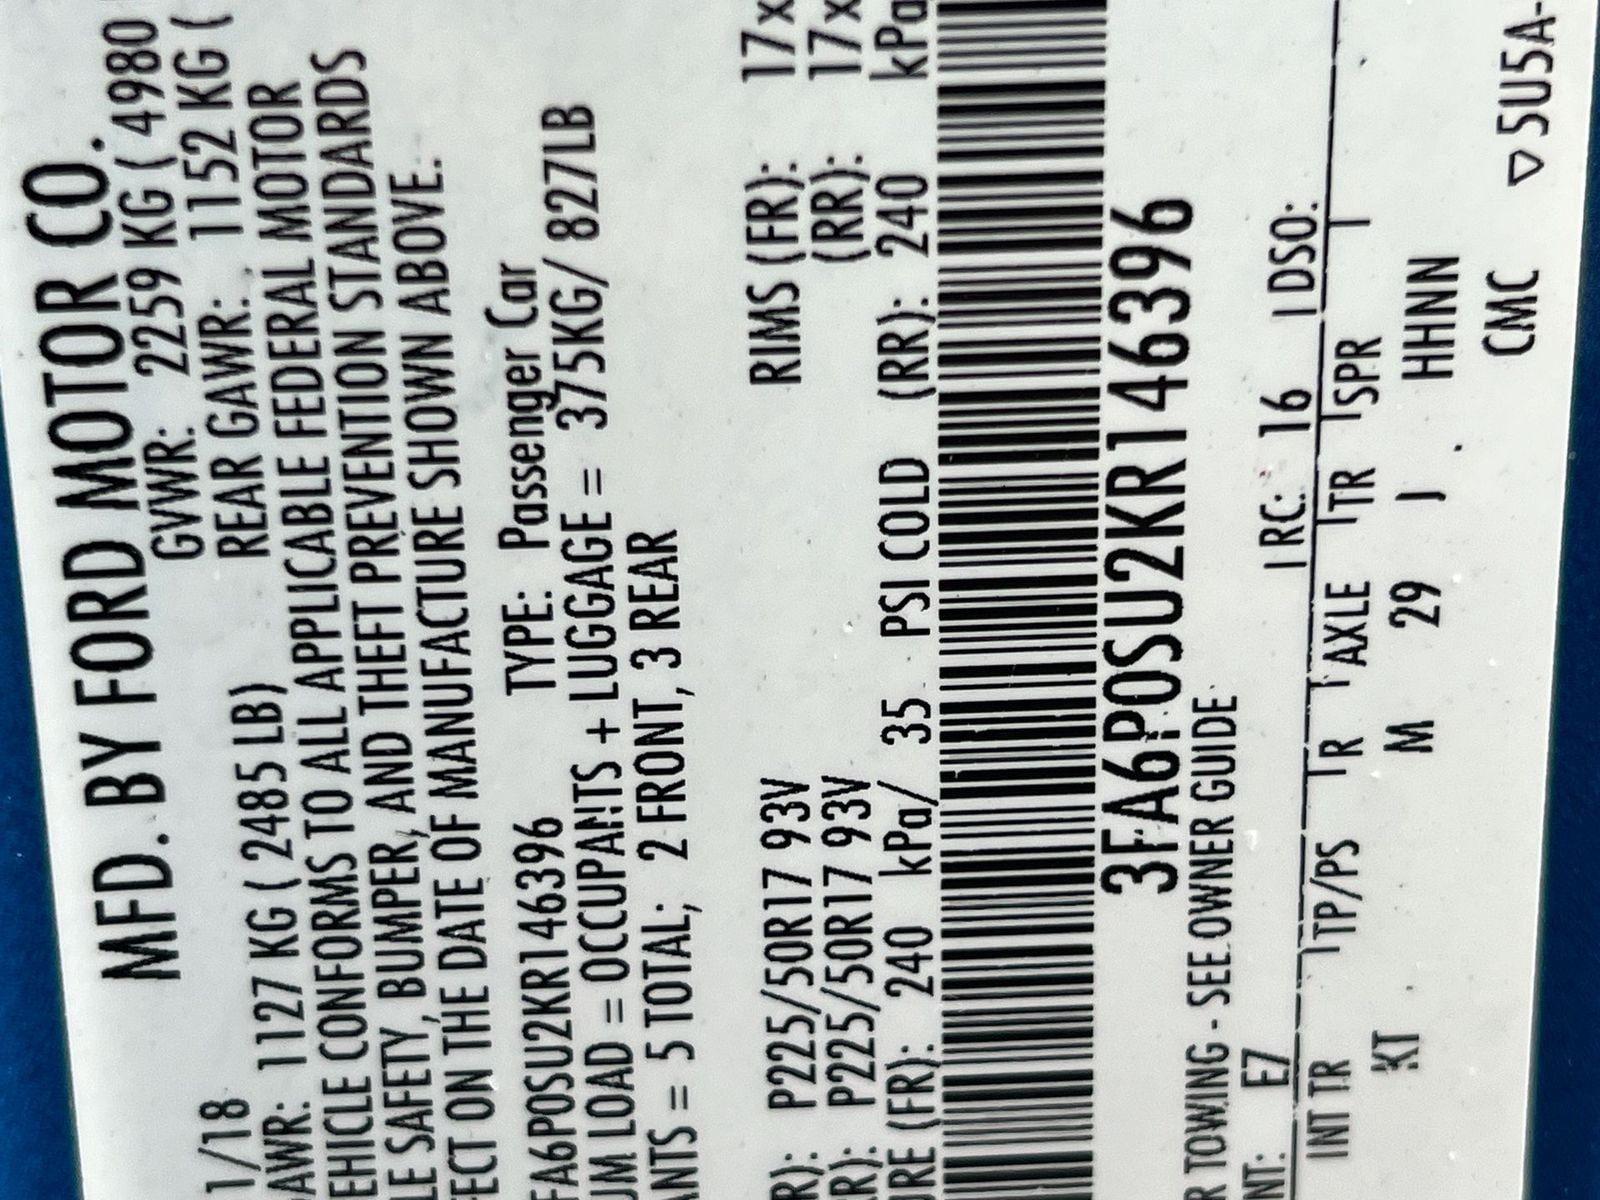 MFD. BY FORD MOTOR CO.
1/18 GVWR: 2259 KG ( 4980
AWR: 1127 KG ( 2485 LB) REAR GAWR: 1152 KG (
EHICLE CONFORMS TO ALL APPLICABLE FEDERAL MOTOR
LE SAFETY, BUMPER, AND THEFT PREVENTION STANDARDS
FECT ON THE DATE OF MANUFACTURE SHOWN ABOVE.
FA6P0SU2KR146396 TYPE: Passenger Car
UM LOAD = OCCUPANTS + LUGGAGE = 375KG/ 827LB
ANTS = 5 TOTAL; 2 FRONT, 3 REAR
R): P225/50R17 93V RIMS (FR): 17x
R): P225/50R17 93V (RR): 17x
URE (FR): 240 kPa/ 35 PSI COLD (RR): 240 kPa
3FA6P0SU2KR146396
R TOWING - SEE OWNER GUIDE
NT: E7 RC: 16 DSO:
INT TR TP/PS R AXLE TR SPR
KT M 29 J HHNN
CMC ▽ 5U5A-